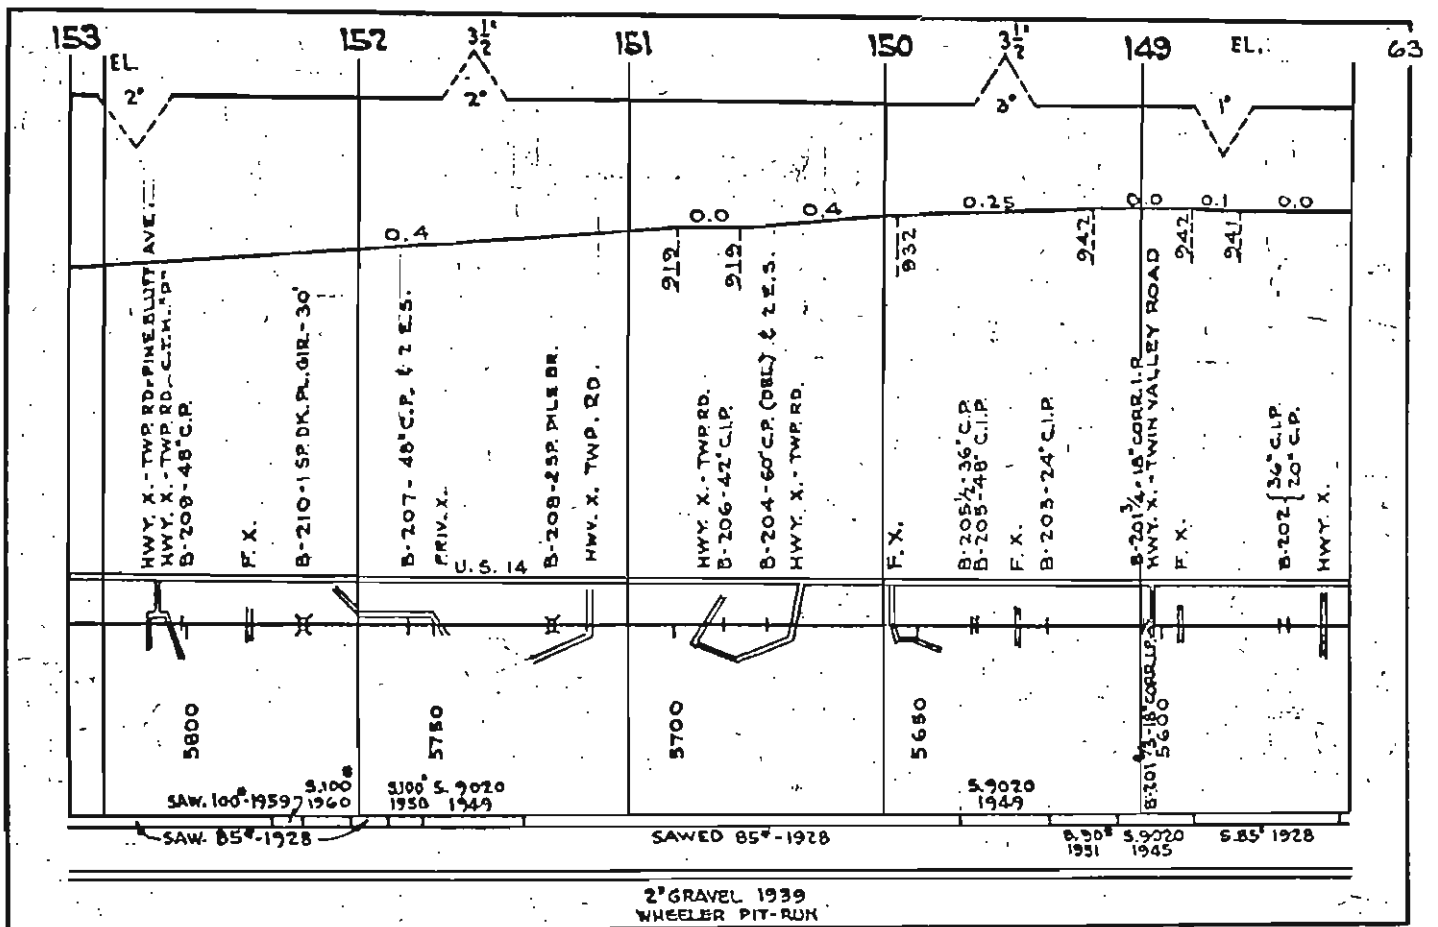 153
152
3½"
151
150
3½"
149
EL.
63
EL
2°
2°
3°
1°
0.4
0.0
0.4
0.25
0.0
0.1
0.0
919
919
932
942
942
941
HWY. X. - TWP. RD - PINE BLUFF AVE.
HWY. X. - TWP. RD. - C.T.H. "P"
B-209-48" C.P.
F. X.
B-210-1 SP. DK. PL. GIR.-30'
B-207-48" C.P. & 2 E.S.
PRIV. X.
U.S. 14
B-208-2 SP. PILE BR.
HWY. X. TWP. RD.
HWY. X. - TWP. RD.
B-206-42" C.I.P.
B-204-60" C.P. (DBL.) & 2 E.S.
HWY. X. - TWP. RD.
F. X.
B-205½-36" C.P.
B-205-48" C.I.P.
F. X.
B-203-24" C.I.P.
B-201¾-18" CORR. I. P.
HWY. X. - TWIN VALLEY ROAD
F. X.
B-202 { 36" C.I.P.
20" C.P.
HWY. X.
5800
5750
5700
5650
B-201 ⅔-18" CORR. I.P.
5600
SAW. 100#-1959
S. 100#
1960
S. 100#
1950
S. 9020
1949
S. 9020
1949
SAW. 85#-1928
SAWED 85#-1928
1931
S. 9020
1945
S. 85# 1928
2" GRAVEL 1939
WHEELER PIT-RUN